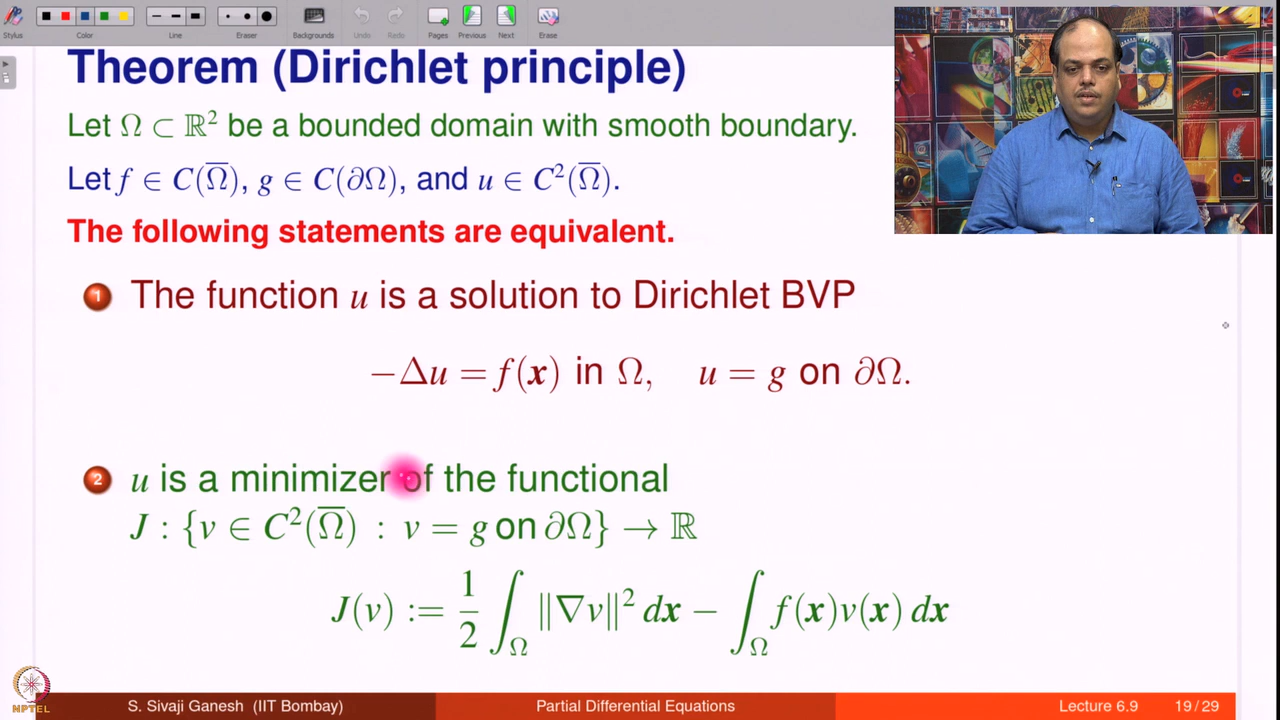 Stylus Color Line Eraser Backgrounds Undo Redo Pages Previous Next Erase
Theorem (Dirichlet principle)
Let Ω ⊂ ℝ² be a bounded domain with smooth boundary.
Let f ∈ C(Ω̅), g ∈ C(∂Ω), and u ∈ C²(Ω̅).
The following statements are equivalent.
1 The function u is a solution to Dirichlet BVP
−Δu = f(x) in Ω, u = g on ∂Ω.
2 u is a minimizer of the functional
J : {v ∈ C²(Ω̅) : v = g on ∂Ω} → ℝ
J(v) := 1/2 ∫_Ω ‖∇v‖² dx − ∫_Ω f(x)v(x) dx
NPTEL
S. Sivaji Ganesh (IIT Bombay) Partial Differential Equations Lecture 6.9 19 / 29